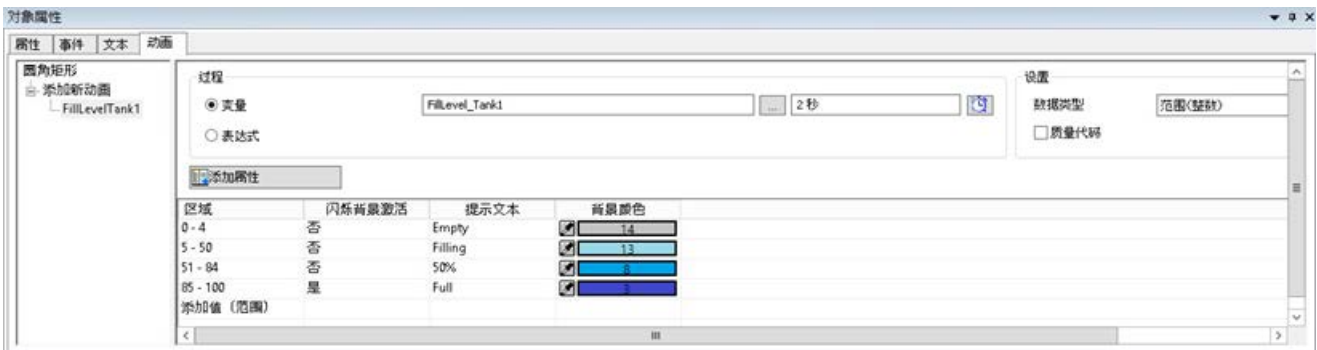 对象属性
属性 事件 文本 动画
圆角矩形
添加新动画
FillLevelTank1
过程
变量 FillLevel_Tank1 ... 2 秒
表达式
设置
数据类型 范围(整数)
质量代码
添加属性
区域 闪烁背景激活 提示文本 背景颜色
0 - 4 否 Empty 14
5 - 50 否 Filling 13
51 - 84 否 50% 8
85 - 100 是 Full 3
添加值（范围）